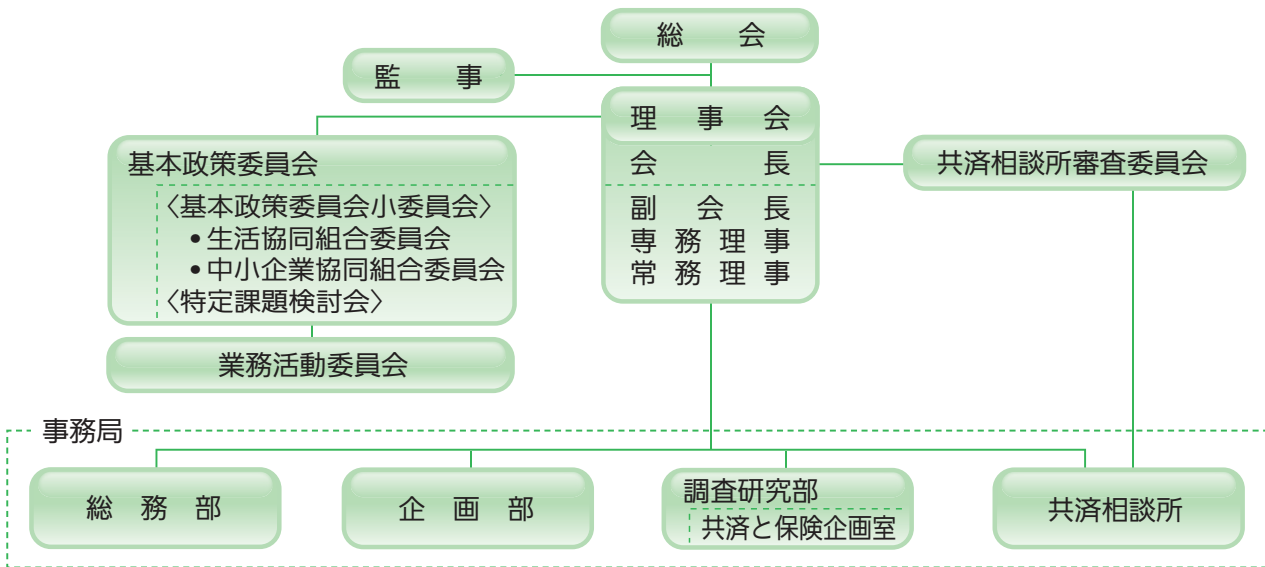 総会
監事
理事会
会長
副会長
専務理事
常務理事
基本政策委員会
〈基本政策委員会小委員会〉
•生活協同組合委員会
•中小企業協同組合委員会
〈特定課題検討会〉
業務活動委員会
共済相談所審査委員会
事務局
総務部
企画部
調査研究部
共済と保険企画室
共済相談所